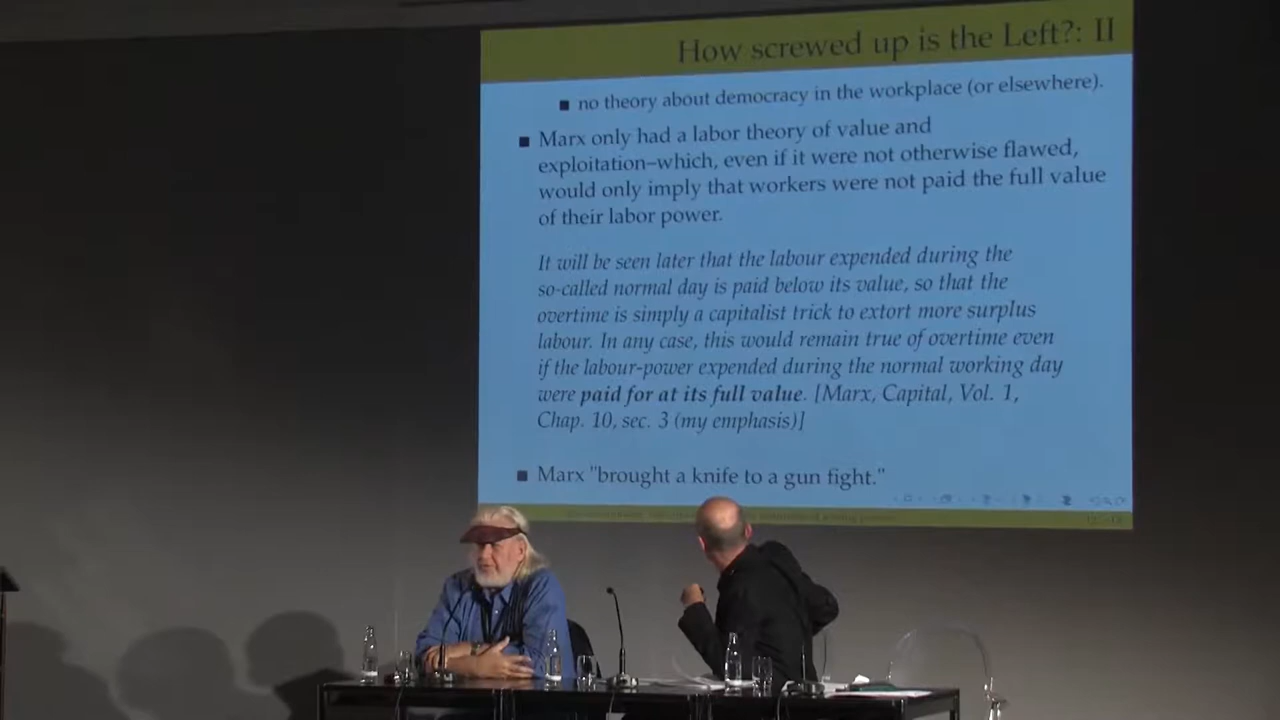 How screwed up is the Left?: II
■ no theory about democracy in the workplace (or elsewhere).
■ Marx only had a labor theory of value and
exploitation–which, even if it were not otherwise flawed,
would only imply that workers were not paid the full value
of their labor power.
It will be seen later that the labour expended during the
so-called normal day is paid below its value, so that the
overtime is simply a capitalist trick to extort more surplus
labour. In any case, this would remain true of overtime even
if the labour-power expended during the normal working day
were paid for at its full value. [Marx, Capital, Vol. 1,
Chap. 10, sec. 3 (my emphasis)]
■ Marx "brought a knife to a gun fight."